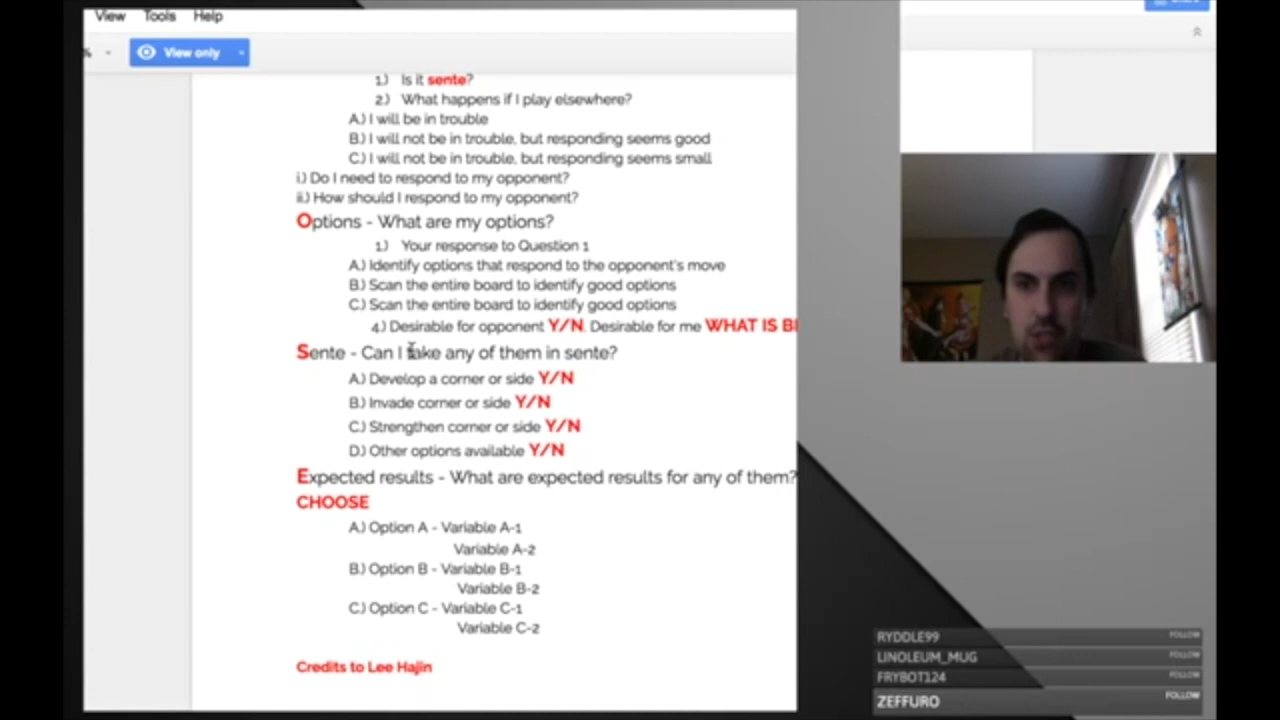 View Tools Help
%
View only
1.) Is it sente?
2.) What happens if I play elsewhere?
A.) I will be in trouble
B.) I will not be in trouble, but responding seems good
C.) I will not be in trouble, but responding seems small
i.) Do I need to respond to my opponent?
ii.) How should I respond to my opponent?
Options - What are my options?
1.) Your response to Question 1
A.) Identify options that respond to the opponent's move
B.) Scan the entire board to identify good options
C.) Scan the entire board to identify good options
4.) Desirable for opponent Y/N. Desirable for me WHAT IS
Sente - Can I take any of them in sente?
A.) Develop a corner or side Y/N
B.) Invade corner or side Y/N
C.) Strengthen corner or side Y/N
D.) Other options available Y/N
Expected results - What are expected results for any of them?
CHOOSE
A.) Option A - Variable A-1
Variable A-2
B.) Option B - Variable B-1
Variable B-2
C.) Option C - Variable C-1
Variable C-2
Credits to Lee Hajin
RYDDLE99 FOLLOW
LINOLEUM_MUG FOLLOW
FRYBOT124 FOLLOW
ZEFFURO FOLLOW